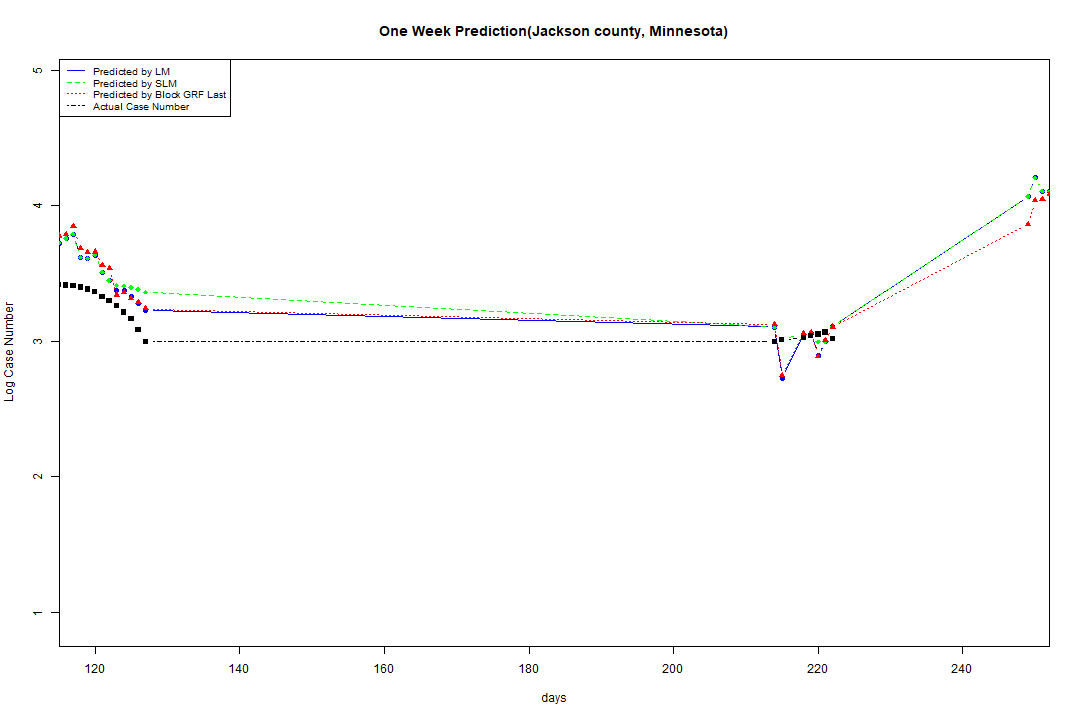 One Week Prediction(Jackson county, Minnesota)
Predicted by LM
Predicted by SLM
Predicted by Block GRF Last
Actual Case Number
Log Case Number
5
4
3
2
1
120 140 160 180 200 220 240
days